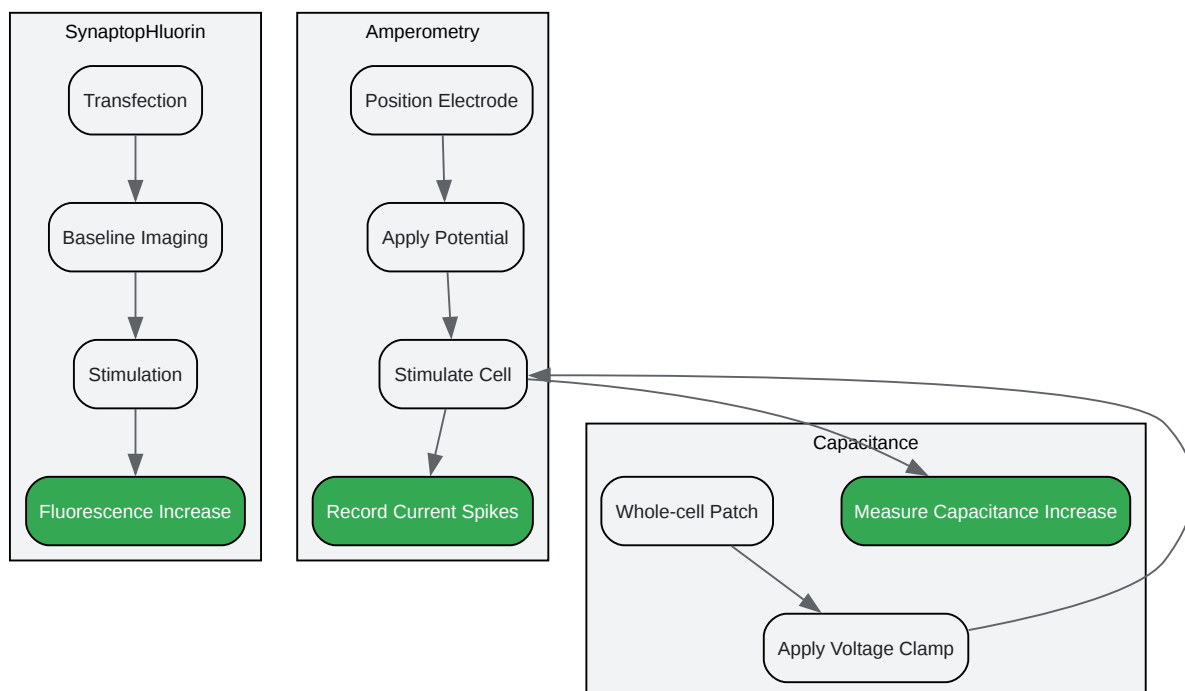 SynaptopHluorin
Transfection
Baseline Imaging
Stimulation
Fluorescence Increase
Amperometry
Position Electrode
Apply Potential
Stimulate Cell
Record Current Spikes
Capacitance
Whole-cell Patch
Measure Capacitance Increase
Apply Voltage Clamp